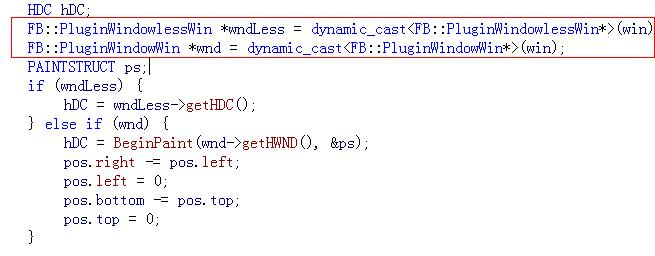 HDC hDC;
FB::PluginWindowlessWin *wndLess = dynamic_cast<FB::PluginWindowlessWin*>(win)
FB::PluginWindowWin *wnd = dynamic_cast<FB::PluginWindowWin*>(win);
PAINTSTRUCT ps;
if (wndLess) {
    hDC = wndLess->getHDC();
} else if (wnd) {
    hDC = BeginPaint(wnd->getHWND(), &ps);
    pos.right -= pos.left;
    pos.left = 0;
    pos.bottom -= pos.top;
    pos.top = 0;
}